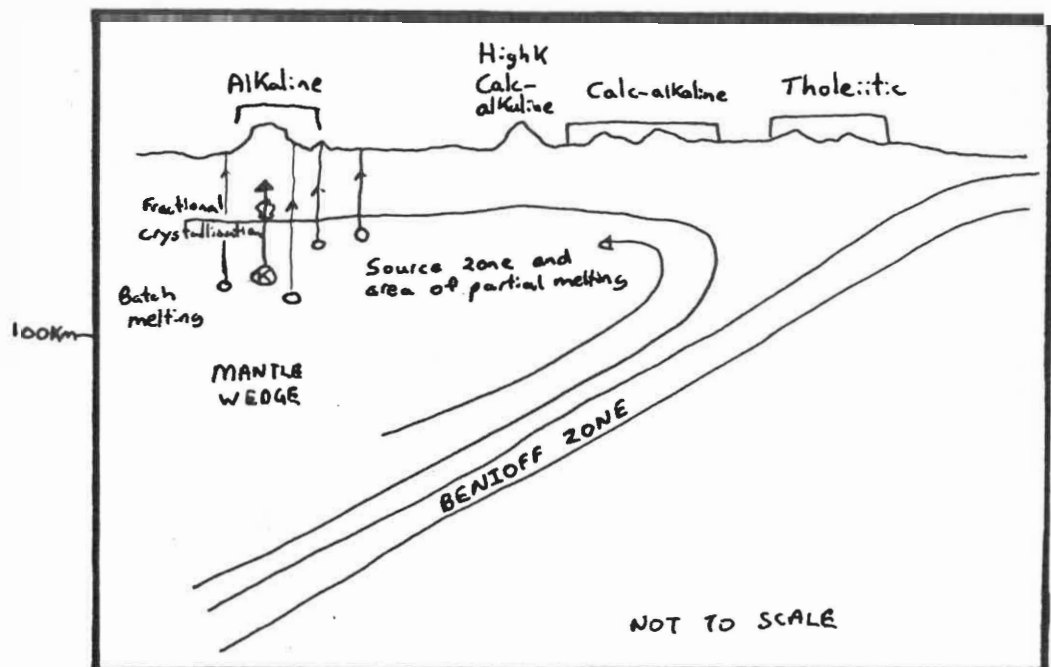 Alkaline
High K
Calc-
alkaline
Calc-alkaline
Tholeiitic
Fractional
crystallisation
Batch
melting
Source zone and
area of partial melting
100Km
MANTLE
WEDGE
BENIOFF ZONE
NOT TO SCALE